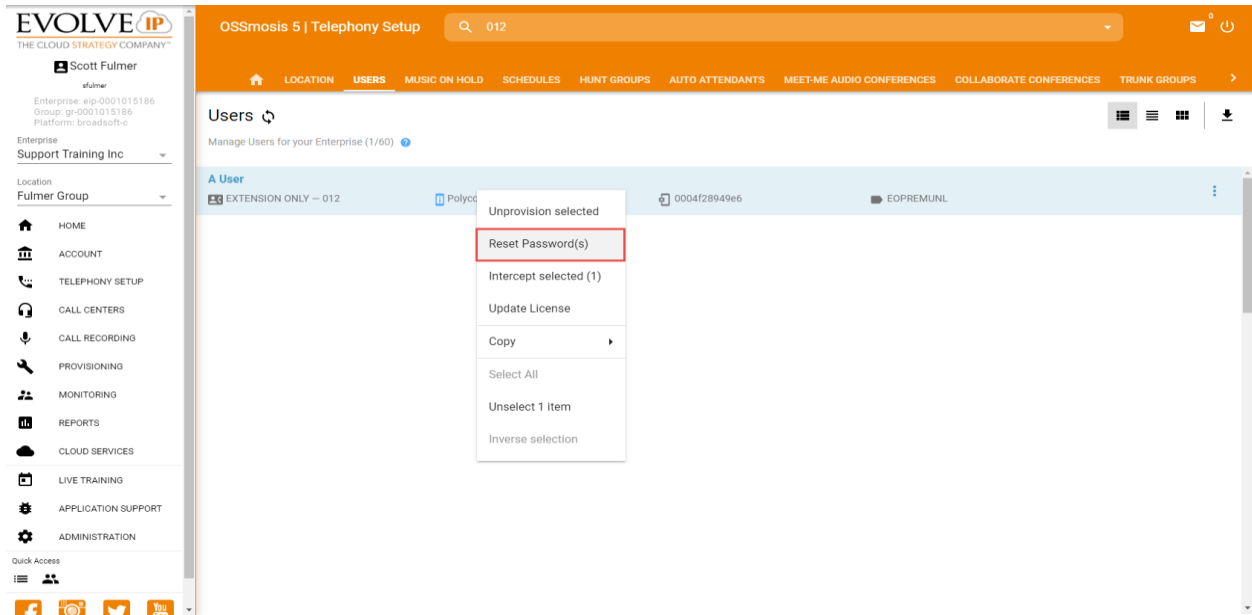 EVOLVE IP
THE CLOUD STRATEGY COMPANY
Scott Fulmer
sfulmer
Enterprise: eip-0001015186
Group: gr-0001015186
Platform: broadsoft-c
Enterprise
Support Training Inc
Location
Fulmer Group
HOME
ACCOUNT
TELEPHONY SETUP
CALL CENTERS
CALL RECORDING
PROVISIONING
MONITORING
REPORTS
CLOUD SERVICES
LIVE TRAINING
APPLICATION SUPPORT
ADMINISTRATION
Quick Access
You
OSSmosis 5 | Telephony Setup
012
0
LOCATION USERS MUSIC ON HOLD SCHEDULES HUNT GROUPS AUTO ATTENDANTS MEET-ME AUDIO CONFERENCES COLLABORATE CONFERENCES TRUNK GROUPS
Users
Manage Users for your Enterprise (1/60)
A User
EXTENSION ONLY – 012 Polyc 0004f28949e6 EOPREMUNL
Unprovision selected
Reset Password(s)
Intercept selected (1)
Update License
Copy
Select All
Unselect 1 item
Inverse selection